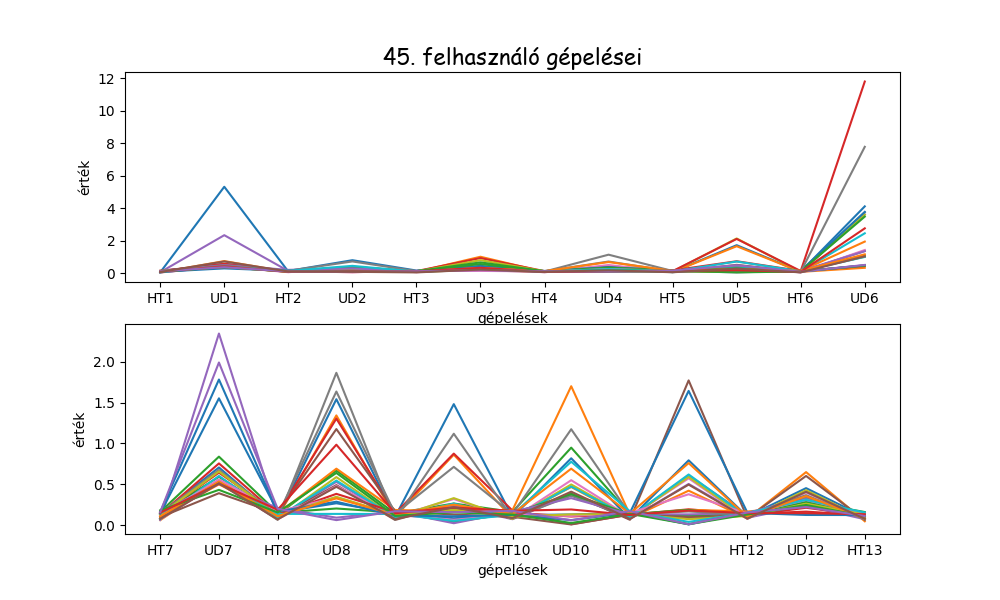 45. felhasználó gépelései
érték
12
10
8
6
4
2
0
HT1 UD1 HT2 UD2 HT3 UD3 HT4 UD4 HT5 UD5 HT6 UD6
gépelések
érték
2.0
1.5
1.0
0.5
0.0
HT7 UD7 HT8 UD8 HT9 UD9 HT10 UD10 HT11 UD11 HT12 UD12 HT13
gépelések